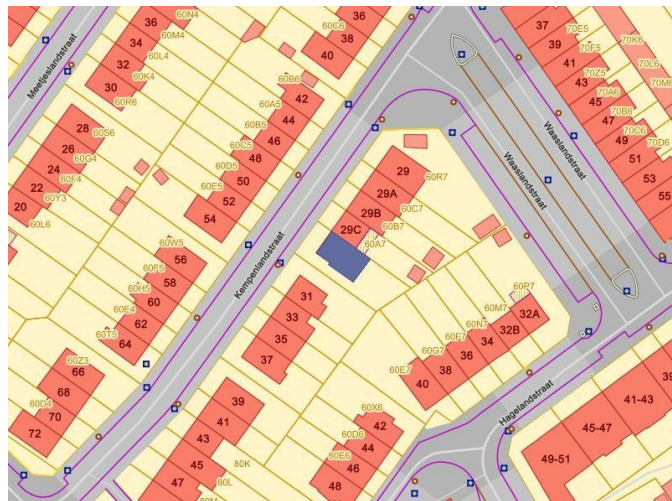 36
34
32
30
60N4
60M4
60L4
60K4
60R6
Meetjeslandstraat
28
26
24
22
20
60S6
60G4
60F4
60Y3
60L6
36
38
40
60C6
60B6
42
60A5
44
60B5
46
60C5
48
60D5
50
60E5
52
54
37
39
41
43
45
47
49
51
53
55
70E5
70F5
70Z5
70A6
70B6
70C6
70D6
70K6
70L6
70M6
Waaslandstraat
Waaslandstraat
29
29A
29B
29C
60R7
60C7
60B7
60A7
Kempenlandstraat
60W5
56
60F5
58
60H5
60
60E4
62
60T5
64
60Z3
66
68
60D4
70
72
31
33
35
37
39
41
43
45
47
80K
80L
80M
60P7
32A
60M7
32B
60N7
34
60F7
36
60G7
38
60E7
40
Hagelandstraat
60X6
42
60D6
44
60E6
46
48
39
41-43
45-47
49-51